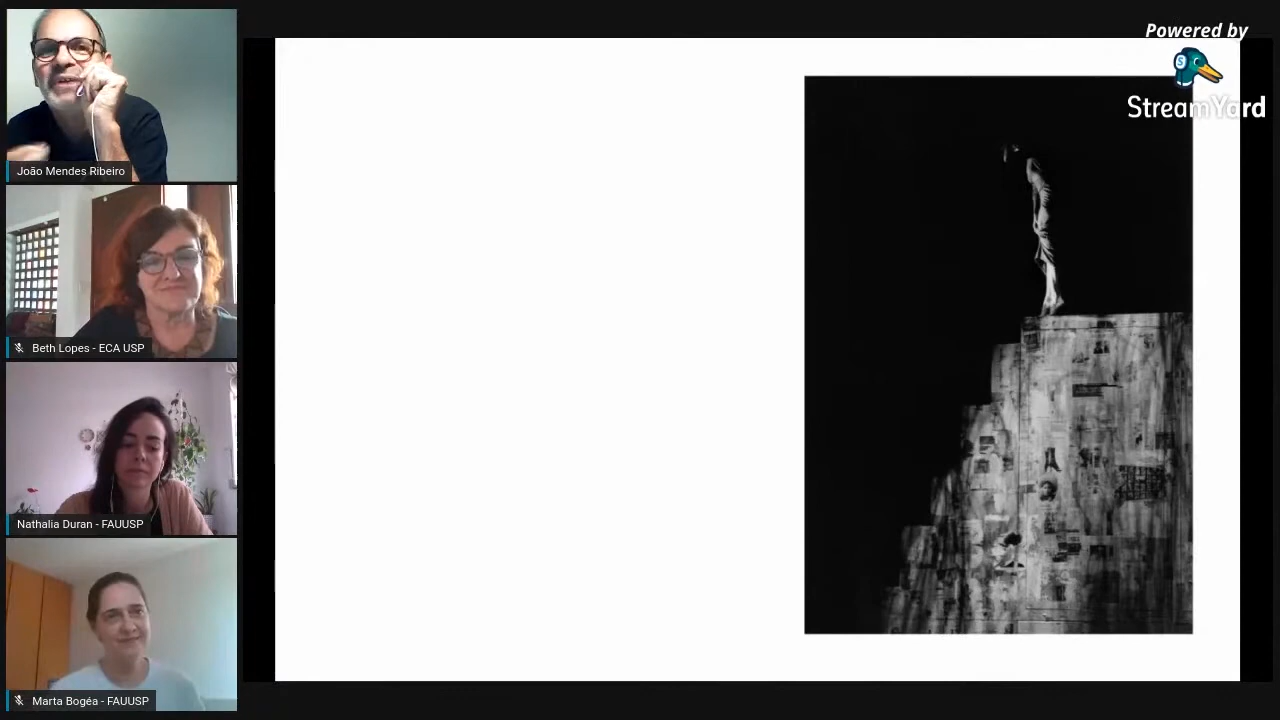 Powered by
StreamYard
João Mendes Ribeiro
Beth Lopes - ECA USP
Nathalia Duran - FAUUSP
Marta Bogéa - FAUUSP